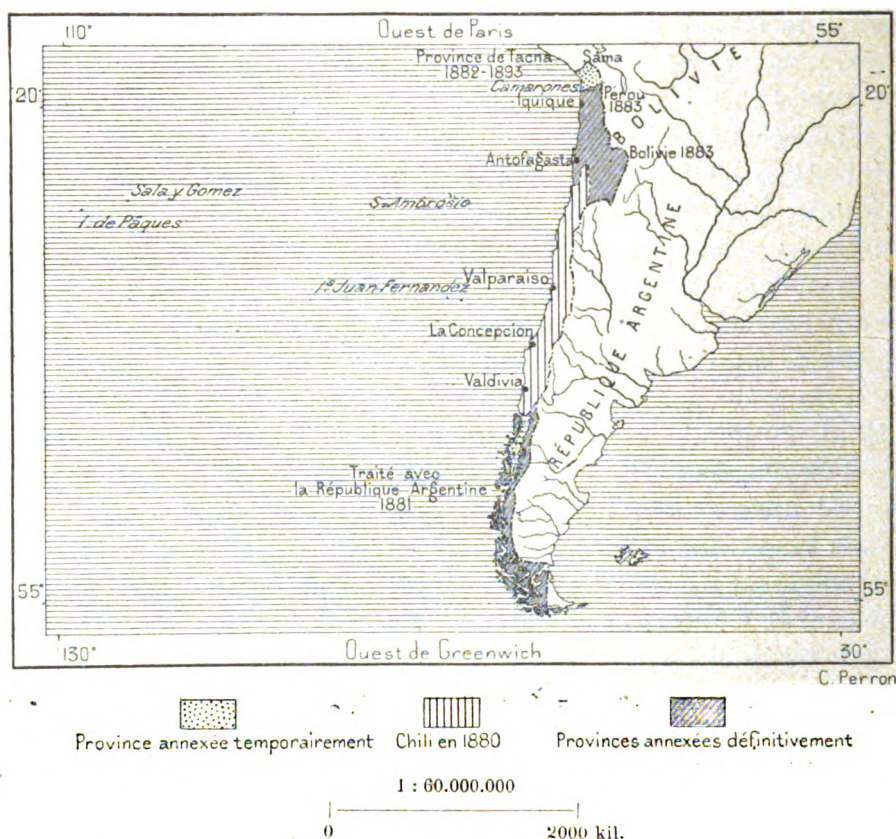 110° Ouest de Paris 55°
Province de Tacna
1882-1893
Sama
20° 20°
Camarones
Iquique
Pérou
1883
BOLIVIE
Antofagasta
Bolivie 1883
Sala y Gomez
I. de Pâques
S. Ambrosio
Is Juan-Fernandez
Valparaiso
La Concepcion
Valdivia
RÉPUBLIQUE ARGENTINE
Traité avec
la République Argentine
1881
55° 55°
130° Ouest de Greenwich 30°
C. Perron
Province annexée temporairement Chili en 1880 Provinces annexées définitivement
1 : 60.000.000
0 2000 kil.